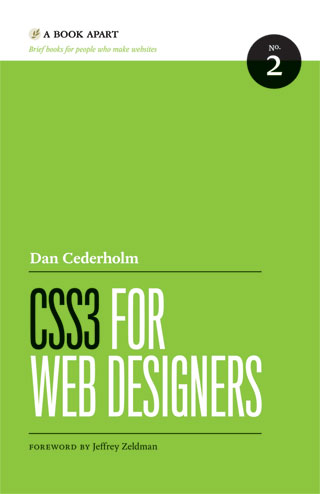 A BOOK APART
Brief books for people who make websites
No.
2
Dan Cederholm
CSS3 FOR
WEB DESIGNERS
FOREWORD BY Jeffrey Zeldman